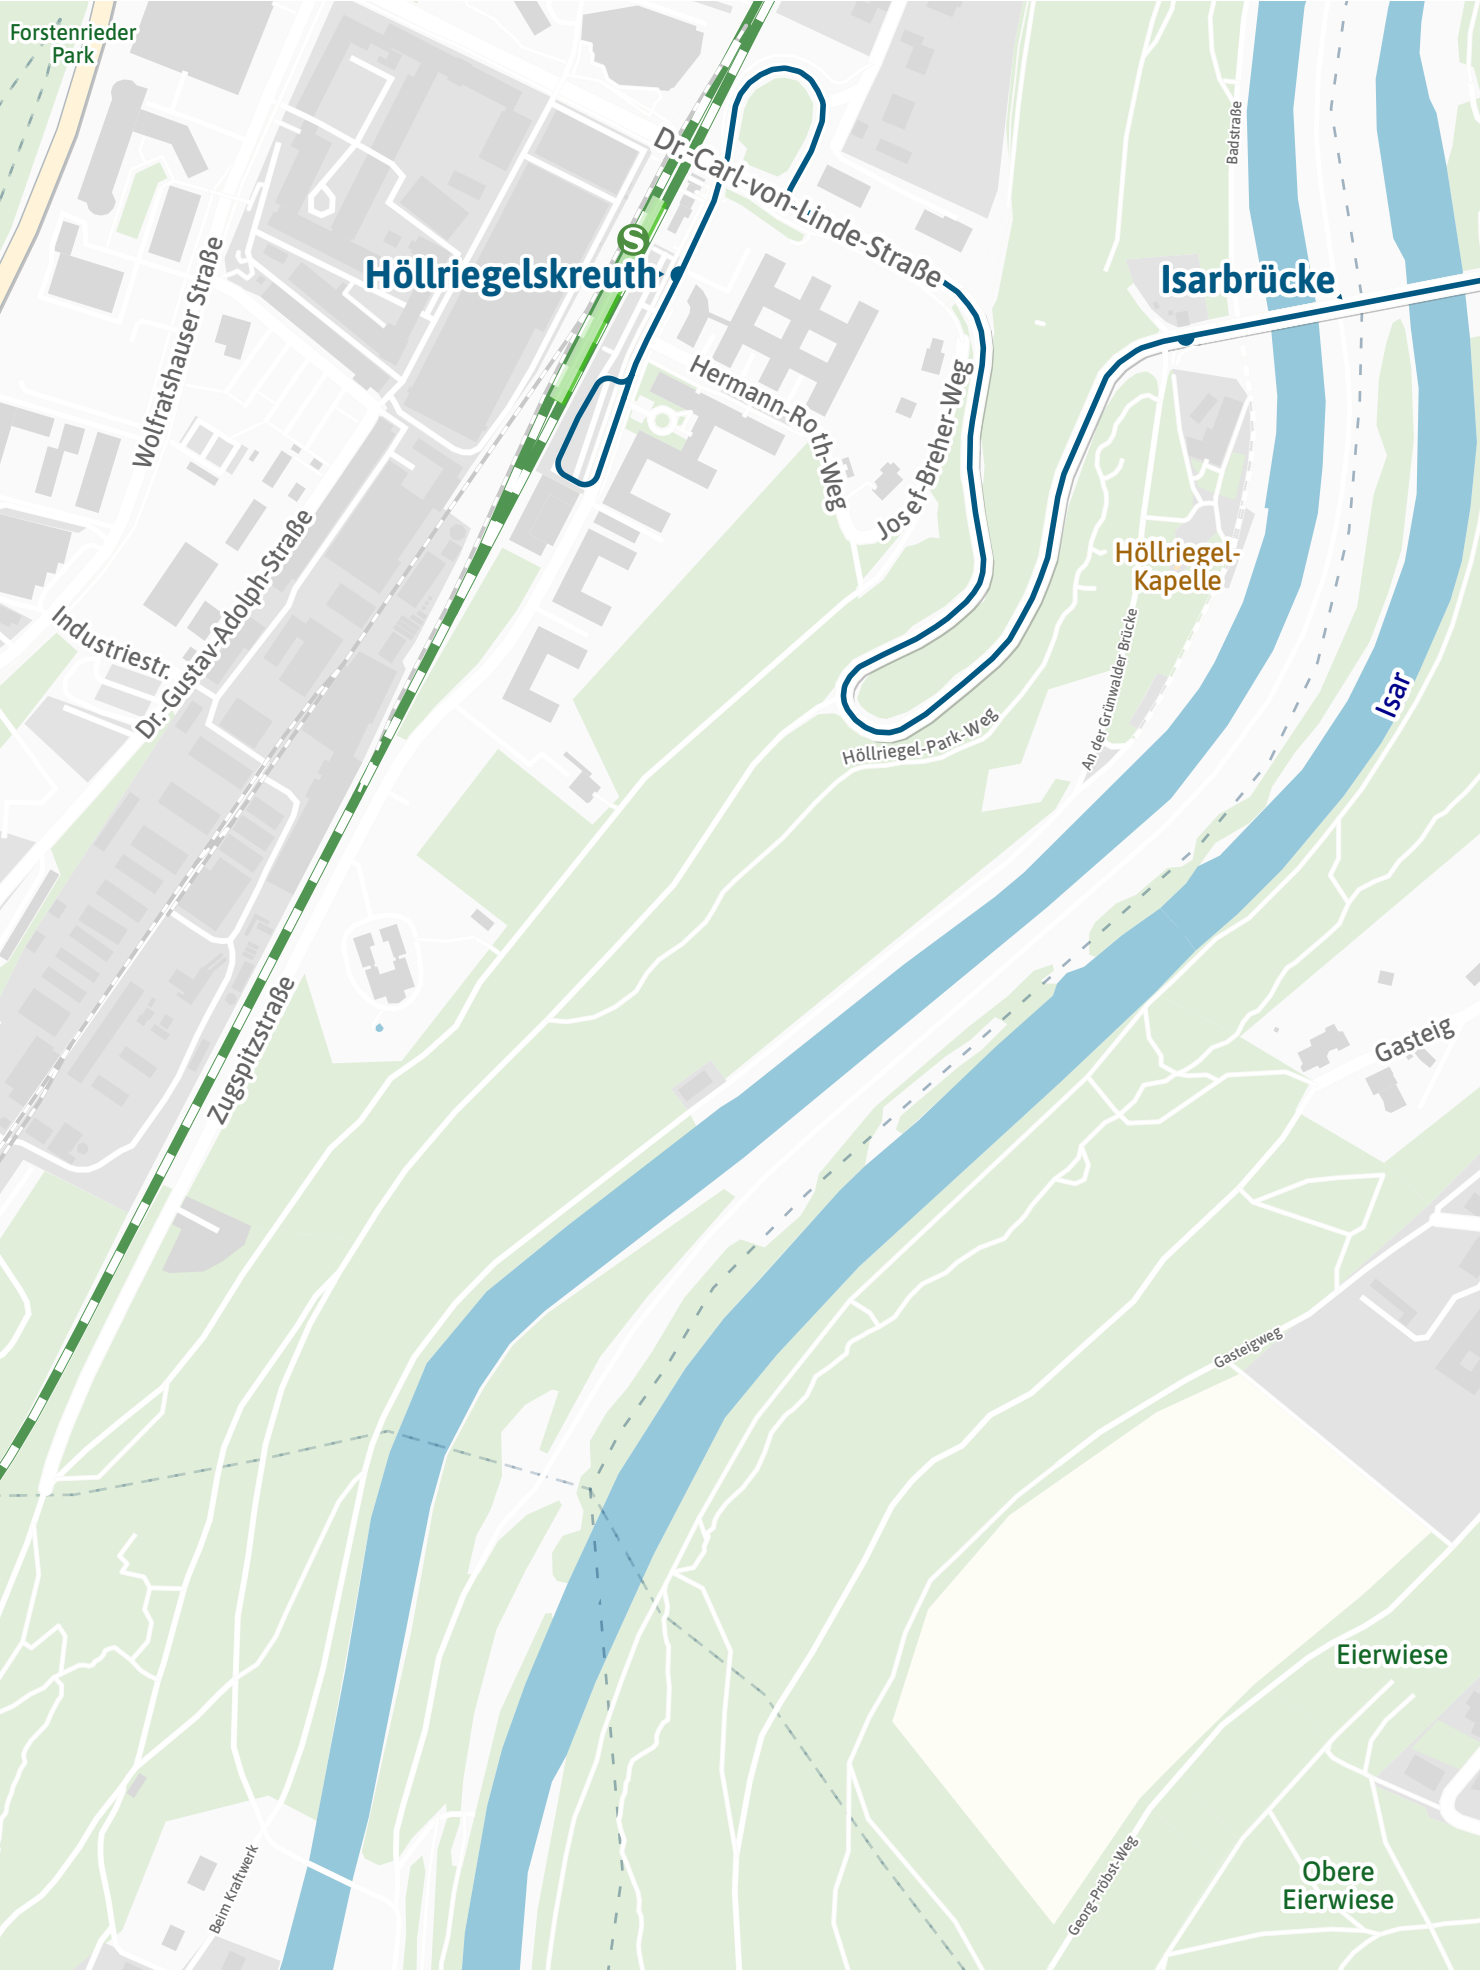 Forstenrieder
Park
Badstraße
Dr.-Carl-von-Linde-Straße
S
Höllriegelskreuth
Isarbrücke
Wolfratshauser Straße
Hermann-Roth-Weg
Josef-Breher-Weg
Dr.-Gustav-Adolph-Straße
Höllriegel-
Kapelle
Industriestr.
An der Grünwalder Brücke
Isar
Höllriegel-Park-Weg
Zugspitzstraße
Gasteig
Gasteigweg
Eierwiese
Georg-Pröbst-Weg
Beim Kraftwerk
Obere
Eierwiese